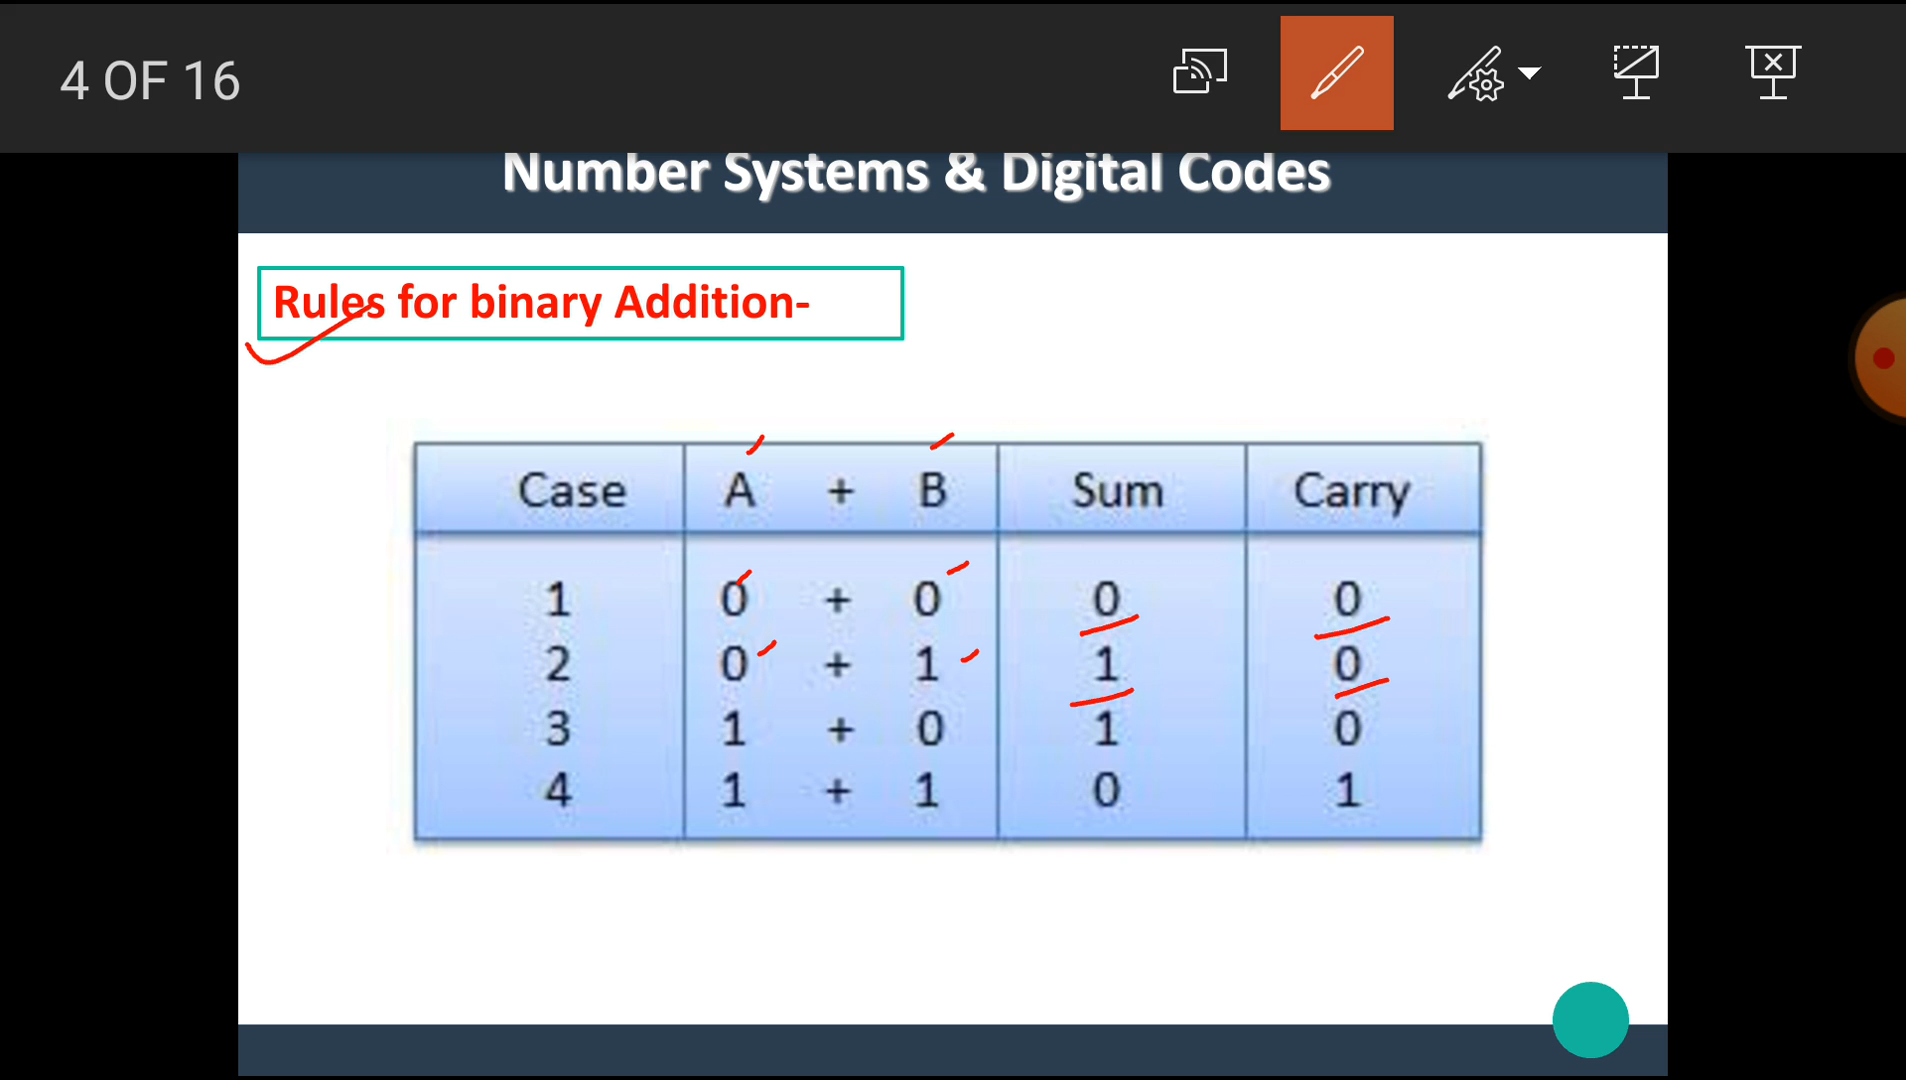 4 OF 16
Number Systems & Digital Codes
Rules for binary Addition-
Case A + B Sum Carry
1 0 + 0 0 0
2 0 + 1 1 0
3 1 + 0 1 0
4 1 + 1 0 1